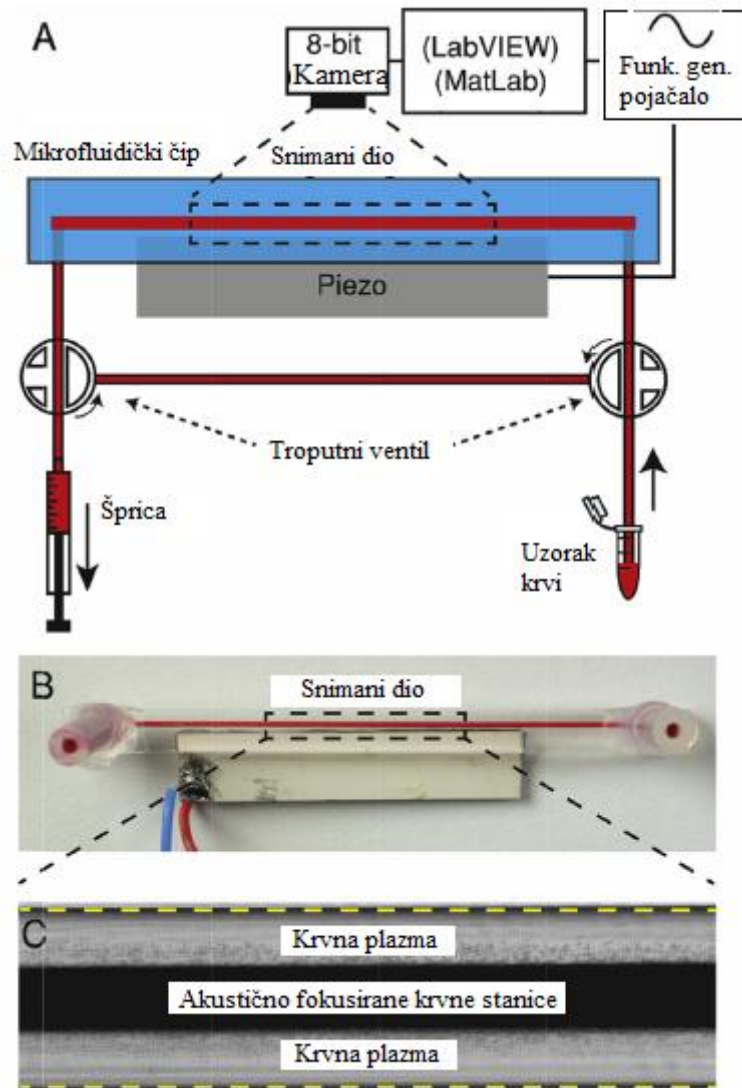 A
8-bit
Kamera
(LabVIEW)
(MatLab)
Funk. gen.
pojačalo
Mikrofluidički čip
Snimani dio
Piezo
Troputni ventil
Šprica
Uzorak
krvi
B
Snimani dio
C
Krvna plazma
Akustično fokusirane krvne stanice
Krvna plazma